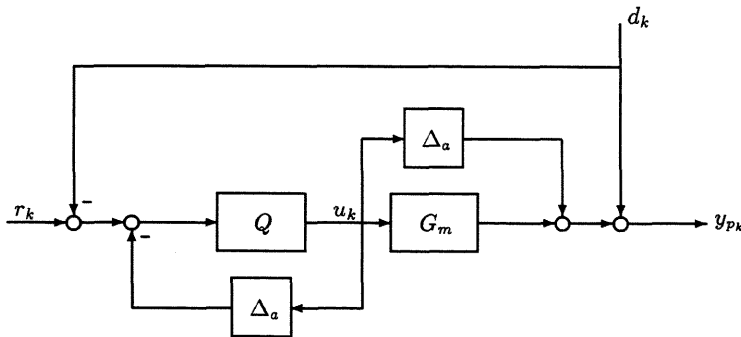 d_k
Δ_a
r_k
-
-
Q
u_k
G_m
y_{p_k}
Δ_a